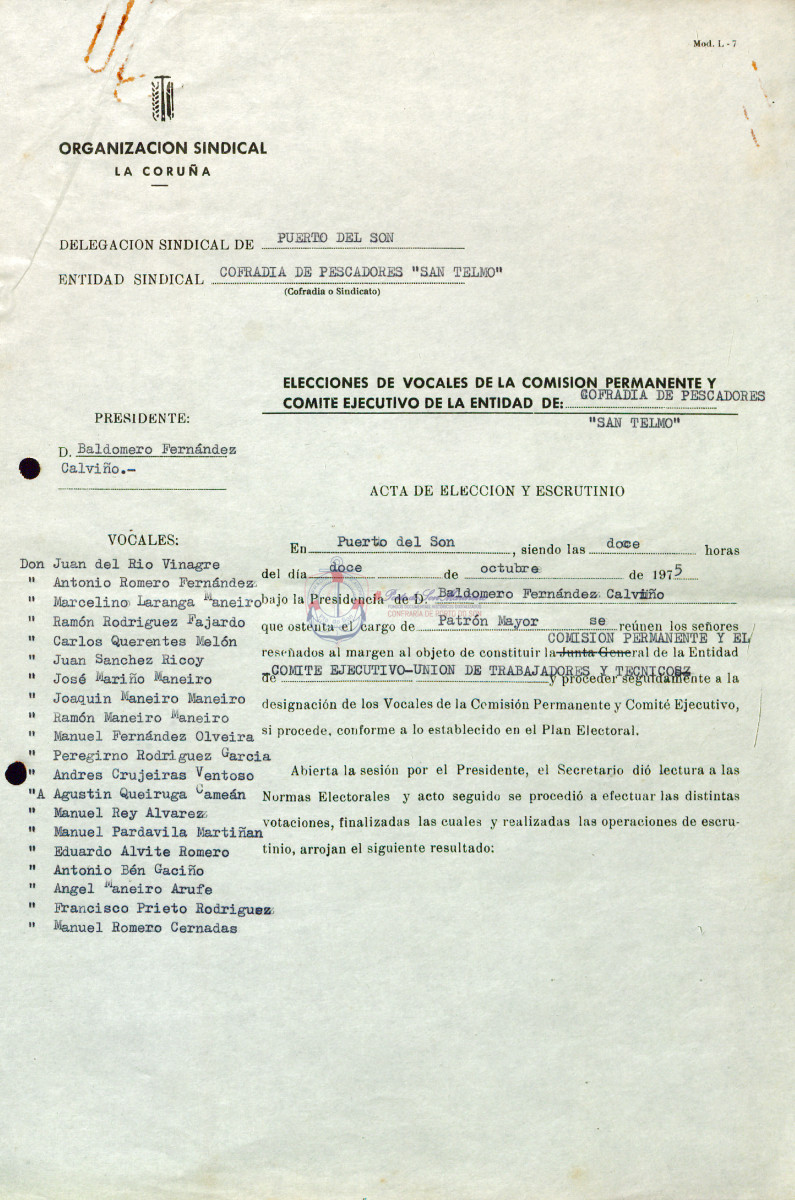 Mod. L - 7
ORGANIZACION SINDICAL
LA CORUÑA
DELEGACION SINDICAL DE PUERTO DEL SON
ENTIDAD SINDICAL COFRADIA DE PESCADORES "SAN TELMO"
(Cofradia o Sindicato)
ELECCIONES DE VOCALES DE LA COMISION PERMANENTE Y
COMITE EJECUTIVO DE LA ENTIDAD DE: COFRADIA DE PESCADORES
"SAN TELMO"
PRESIDENTE:
D. Baldomero Fernández
Calviño.-
ACTA DE ELECCION Y ESCRUTINIO
VOCALES:
Don Juan del Rio Vinagre
" Antonio Romero Fernández
" Marcelino Laranga Maneiro
" Ramón Rodriguez Fajardo
" Carlos Querentes Melón
" Juan Sanchez Ricoy
" José Mariño Maneiro
" Joaquin Maneiro Maneiro
" Ramón Maneiro Maneiro
" Manuel Fernández Olveira
" Peregirno Rodriguez Garcia
" Andres Crujeiras Ventoso
"A Agustin Queiruga Cameán
" Manuel Rey Alvarez
" Manuel Pardavila Martiñan
" Eduardo Alvite Romero
" Antonio Bén Gaciño
" Angel Maneiro Arufe
" Francisco Prieto Rodriguez
" Manuel Romero Cernadas
En Puerto del Son, siendo las doce horas
del día doce de octubre de 1975
bajo la Presidencia de D. Baldomero Fernández Calviño
que ostenta el cargo de Patrón Mayor se reúnen los señores
COMISION PERMANENTE Y EL
reseñados al margen al objeto de constituir la Junta General de la Entidad
de COMITE EJECUTIVO-UNION DE TRABAJADORES Y TECNICOS y proceder seguidamente a la
designación de los Vocales de la Comisión Permanente y Comité Ejecutivo,
si procede, conforme a lo establecido en el Plan Electoral.
Abierta la sesión por el Presidente, el Secretario dió lectura a las
Normas Electorales y acto seguido se procedió a efectuar las distintas
votaciones, finalizadas las cuales y realizadas las operaciones de escru-
tinio, arrojan el siguiente resultado: